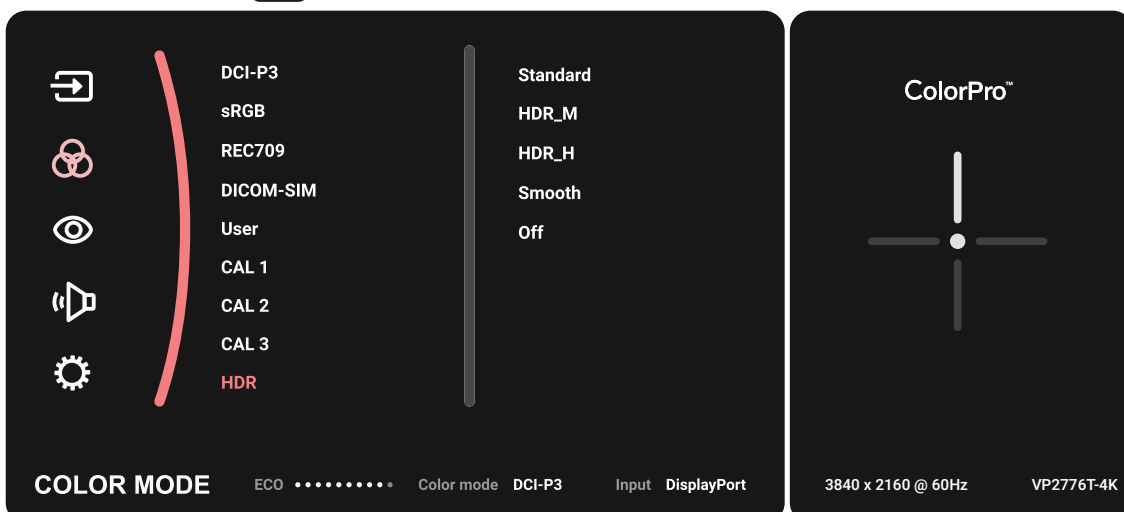 DCI-P3
sRGB
REC709
DICOM-SIM
User
CAL 1
CAL 2
CAL 3
HDR
Standard
HDR_M
HDR_H
Smooth
Off
ColorPro™
COLOR MODE
ECO
Color mode DCI-P3
Input DisplayPort
3840 x 2160 @ 60Hz
VP2776T-4K